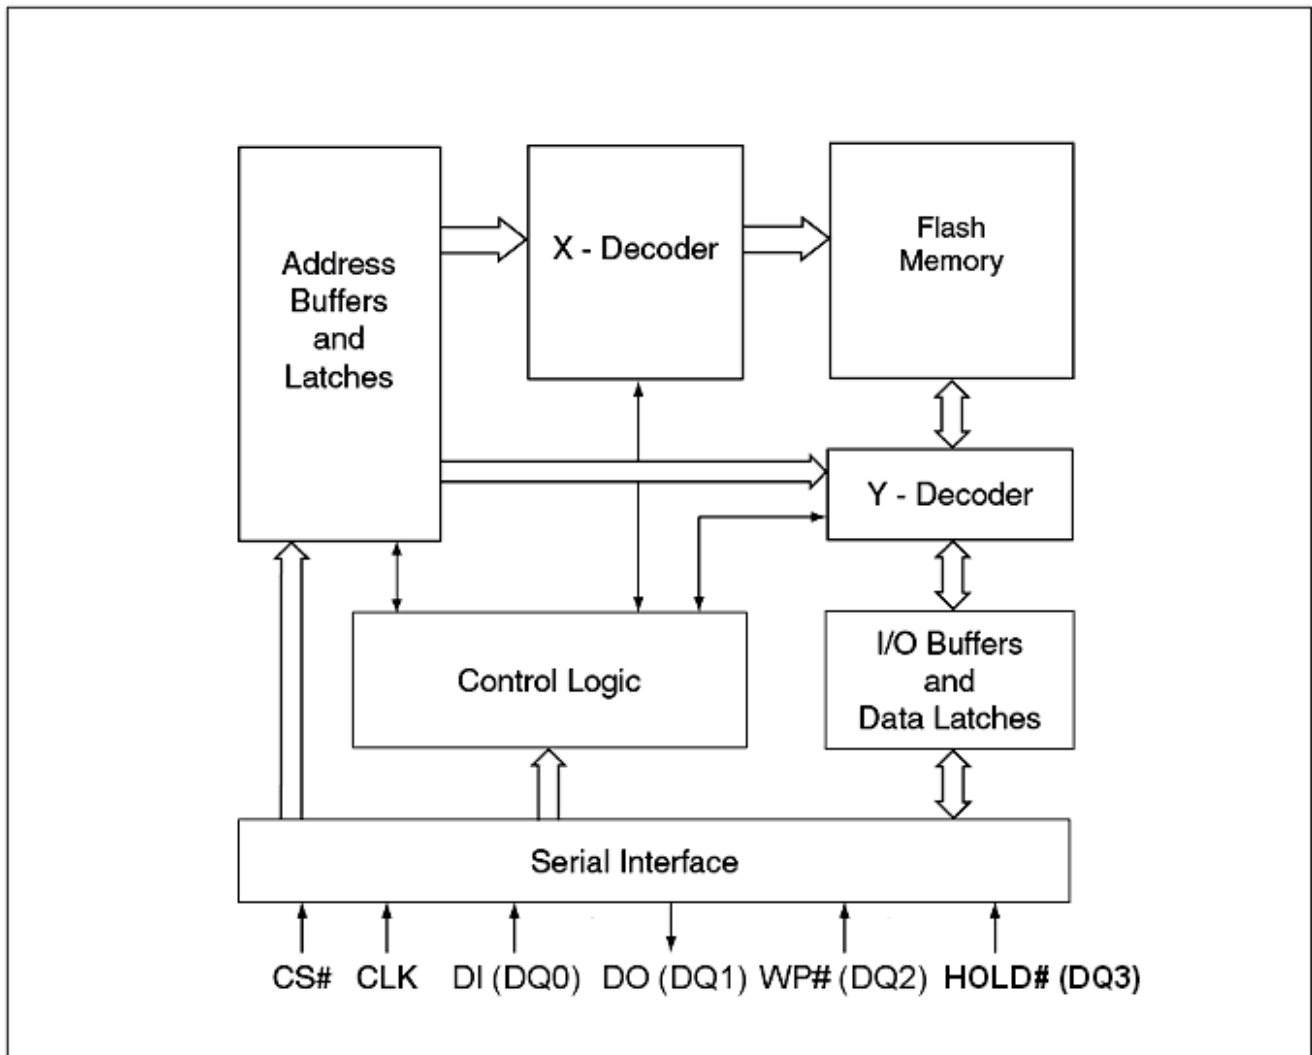 Address
Buffers
and
Latches
X - Decoder
Flash
Memory
Y - Decoder
Control Logic
I/O Buffers
and
Data Latches
Serial Interface
CS# CLK DI (DQ0) DO (DQ1) WP# (DQ2) HOLD# (DQ3)